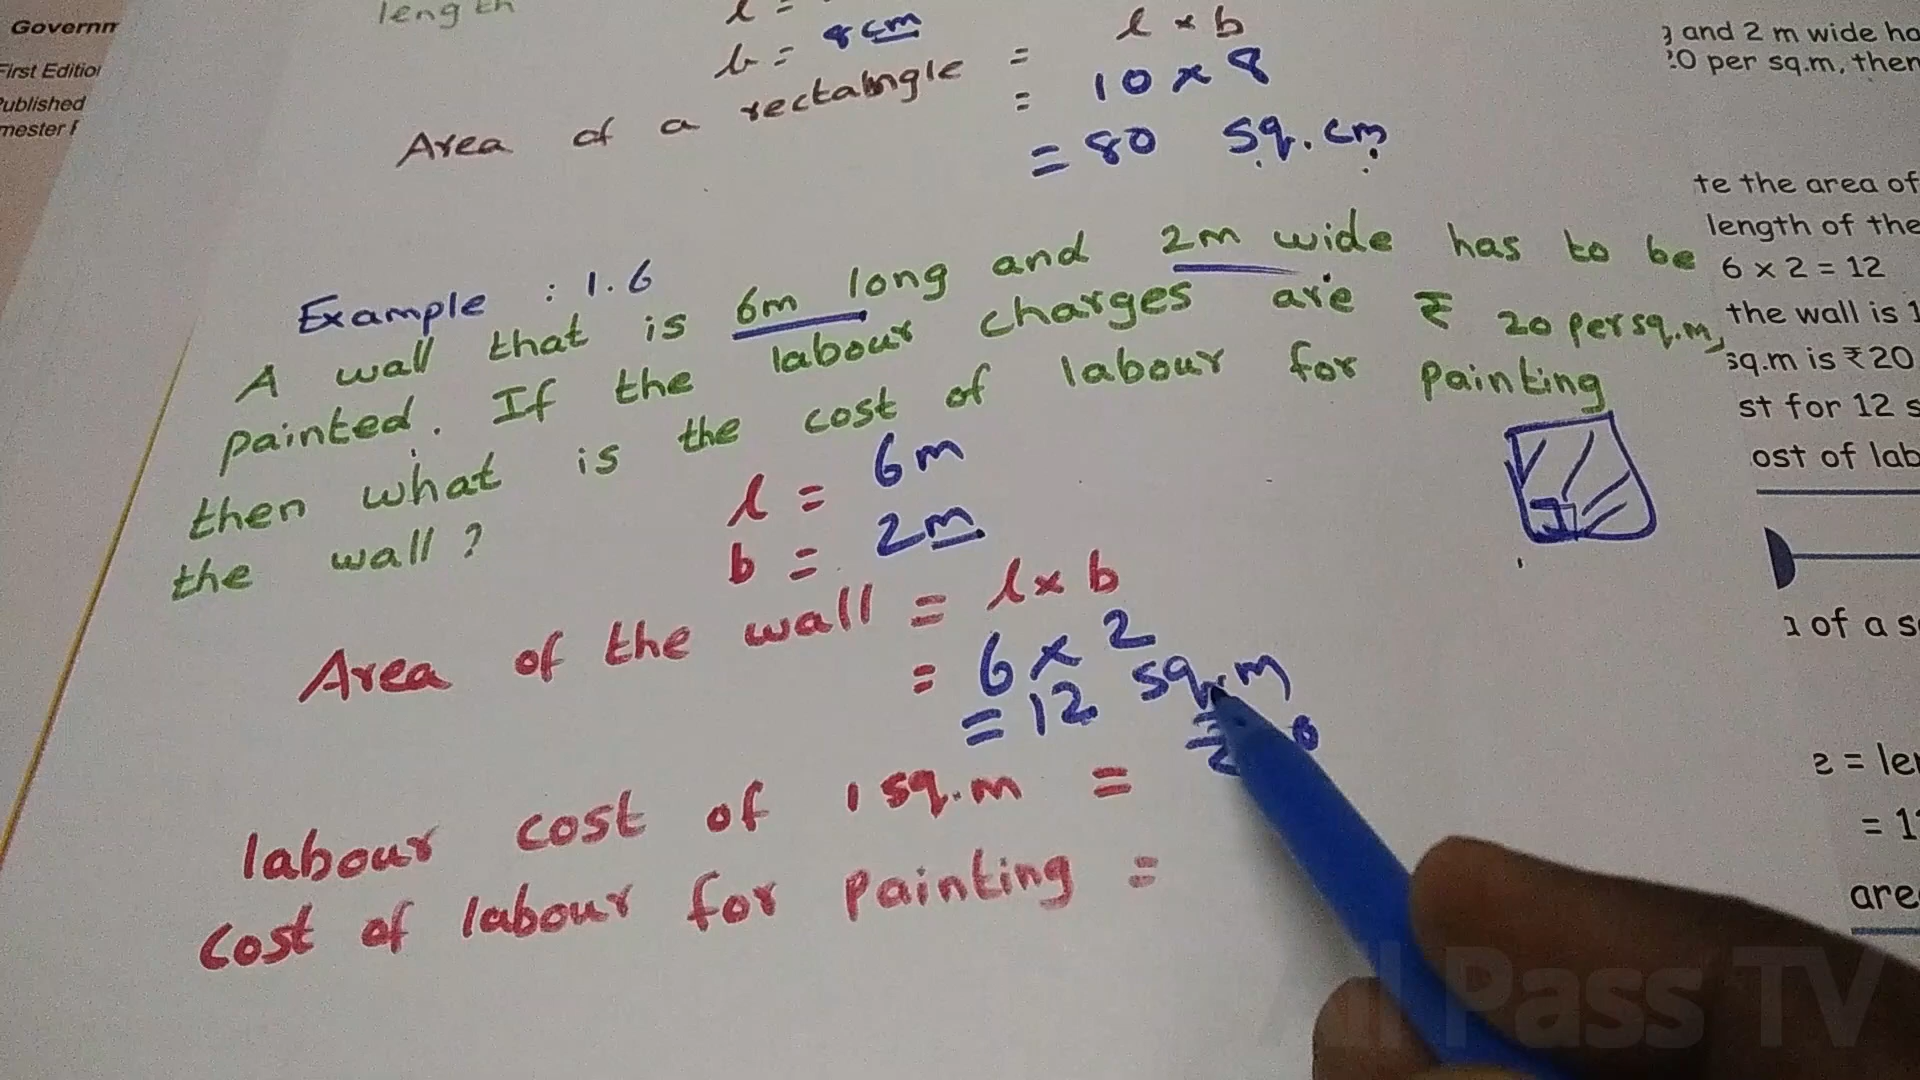 Governm
First Edition
Published
mester
length
l =
b = 8cm
Area of a rectangle = l × b
= 10 × 8
= 80 sq.cm
Example : 1.6
A wall that is 6m long and 2m wide has to be
painted. If the labour charges are ₹ 20 per sq.m,
then what is the cost of labour for painting
the wall?
l = 6m
b = 2m
Area of the wall = l × b
= 6 × 2
= 12 sq.m
labour cost of 1 sq.m = ₹ 20
cost of labour for painting =
and 2 m wide ha
20 per sq.m, then
te the area of
length of the
6 x 2 = 12
the wall is 1
sq.m is ₹20
st for 12 s
ost of lab
of a s
= le
= 1
are
All Pass TV